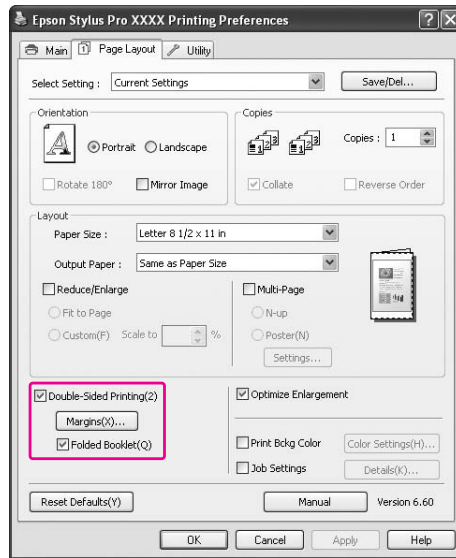 Epson Stylus Pro XXXX Printing Preferences
Main Page Layout Utility
Select Setting : Current Settings Save/Del...
Orientation
Portrait Landscape
Rotate 180° Mirror Image
Copies
Copies : 1
Collate Reverse Order
Layout
Paper Size : Letter 8 1/2 x 11 in
Output Paper : Same as Paper Size
Reduce/Enlarge
Fit to Page
Custom(F) Scale to %
Multi-Page
N-up
Poster(N)
Settings...
Double-Sided Printing(2)
Margins(X)...
Folded Booklet(Q)
Optimize Enlargement
Print Bckg Color Color Settings(H)...
Job Settings Details(K)...
Reset Defaults(Y) Manual Version 6.60
OK Cancel Apply Help